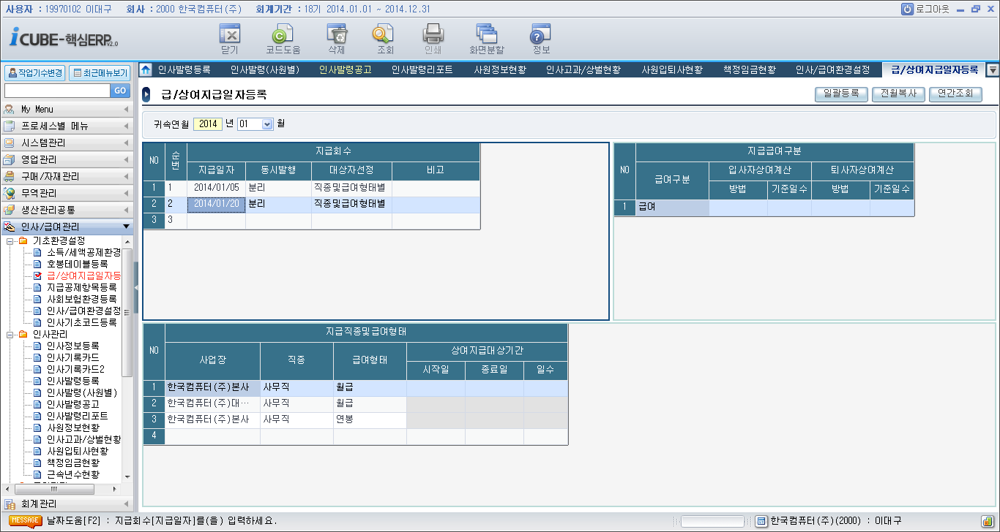 사용자 : 19970102 이대구 회사 : 2000 한국컴퓨터(주) 회계기간 : 18기 2014.01.01 ~ 2014.12.31 로그아웃
iCUBE-핵심ERP v2.0
닫기 코드도움 삭제 조회 인쇄 화면분할 정보
작업기수변경 최근메뉴보기
GO
인사발령등록 인사발령(사원별) 인사발령공고 인사발령리포트 사원정보현황 인사고과/상벌현황 사원입퇴사현황 책정임금현황 인사/급여환경설정 급/상여지급일자등록
급/상여지급일자등록 일괄등록 전월복사 연간조회
귀속연월 2014 년 01 월
My Menu
프로세스별 메뉴
시스템관리
영업관리
구매/자재관리
무역관리
생산관리공통
인사/급여관리
기초환경설정
소득/세액공제환경
호봉테이블등록
급/상여지급일자등
지급공제항목등록
사회보험환경등록
인사/급여환경설정
인사기초코드등록
인사관리
인사정보등록
인사기록카드
인사기록카드2
인사발령등록
인사발령(사원별)
인사발령공고
인사발령리포트
사원정보현황
인사고과/상벌현황
사원입퇴사현황
책정임금현황
근속년수현황
회계관리
NO 순번 지급회수
지급일자 동시발행 대상자선정 비고
1 1 2014/01/05 분리 직종및급여형태별
2 2 2014/01/20 분리 직종및급여형태별
3 3
NO 지급급여구분
급여구분 입사자상여계산 퇴사자상여계산
방법 기준일수 방법 기준일수
1 급여
NO 지급직종및급여형태
사업장 직종 급여형태 상여지급대상기간
시작일 종료일 일수
1 한국컴퓨터(주)본사 사무직 월급
2 한국컴퓨터(주)대… 사무직 월급
3 한국컴퓨터(주)본사 사무직 연봉
4
MESSAGE 날짜도움[F2] : 지급회수[지급일자]를(을) 입력하세요. 한국컴퓨터(주)(2000) : 이대구